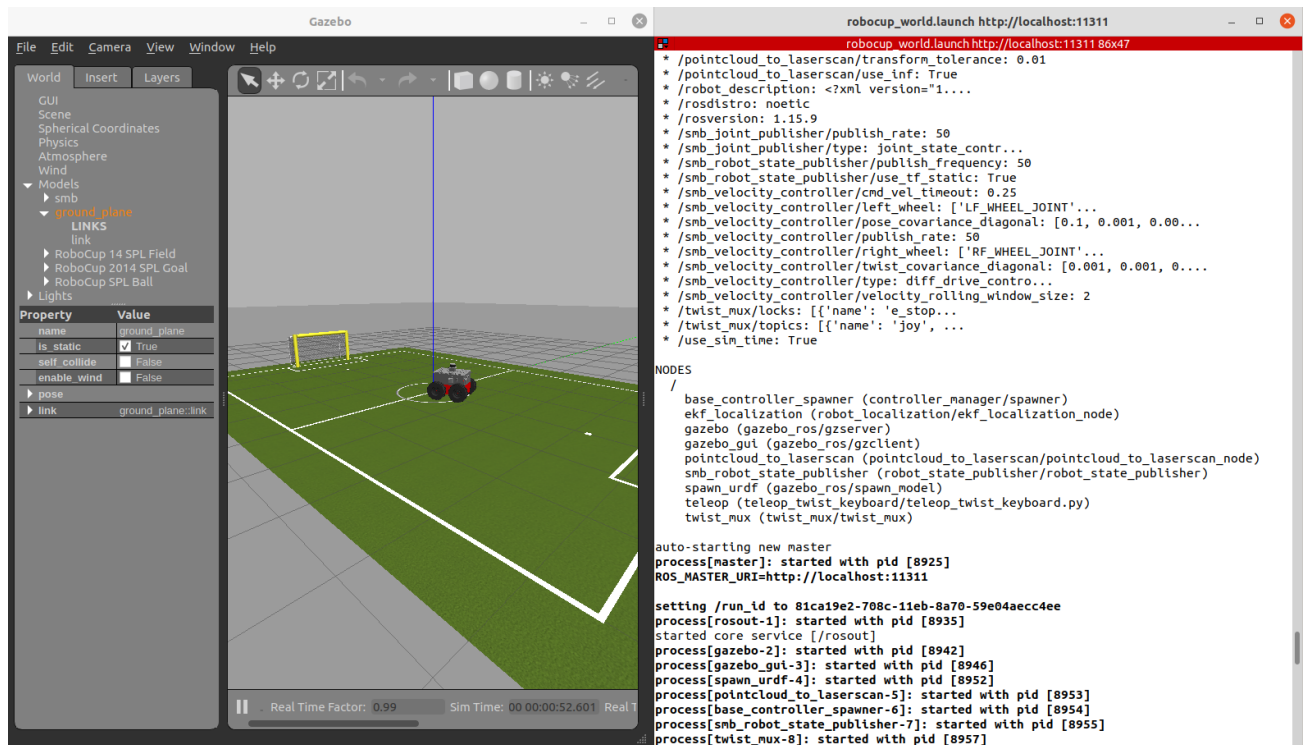 Gazebo
File Edit Camera View Window Help
World Insert Layers
GUI
Scene
Spherical Coordinates
Physics
Atmosphere
Wind
Models
smb
ground_plane
LINKS
link
RoboCup 14 SPL Field
RoboCup 2014 SPL Goal
RoboCup SPL Ball
Lights
Property Value
name ground_plane
is_static True
self_collide False
enable_wind False
pose
link ground_plane::link
Real Time Factor: 0.99 Sim Time: 00 00:00:52.601 Real T
robocup_world.launch http://localhost:11311
robocup_world.launch http://localhost:11311 86x47
* /pointcloud_to_laserscan/transform_tolerance: 0.01
* /pointcloud_to_laserscan/use_inf: True
* /robot_description: <?xml version="1....
* /rosdistro: noetic
* /rosversion: 1.15.9
* /smb_joint_publisher/publish_rate: 50
* /smb_joint_publisher/type: joint_state_contr...
* /smb_robot_state_publisher/publish_frequency: 50
* /smb_robot_state_publisher/use_tf_static: True
* /smb_velocity_controller/cmd_vel_timeout: 0.25
* /smb_velocity_controller/left_wheel: ['LF_WHEEL_JOINT'...
* /smb_velocity_controller/pose_covariance_diagonal: [0.1, 0.001, 0.00...
* /smb_velocity_controller/publish_rate: 50
* /smb_velocity_controller/right_wheel: ['RF_WHEEL_JOINT'...
* /smb_velocity_controller/twist_covariance_diagonal: [0.001, 0.001, 0....
* /smb_velocity_controller/type: diff_drive_contro...
* /smb_velocity_controller/velocity_rolling_window_size: 2
* /twist_mux/locks: [{'name': 'e_stop...
* /twist_mux/topics: [{'name': 'joy', ...
* /use_sim_time: True
NODES
/
base_controller_spawner (controller_manager/spawner)
ekf_localization (robot_localization/ekf_localization_node)
gazebo (gazebo_ros/gzserver)
gazebo_gui (gazebo_ros/gzclient)
pointcloud_to_laserscan (pointcloud_to_laserscan/pointcloud_to_laserscan_node)
smb_robot_state_publisher (robot_state_publisher/robot_state_publisher)
spawn_urdf (gazebo_ros/spawn_model)
teleop (teleop_twist_keyboard/teleop_twist_keyboard.py)
twist_mux (twist_mux/twist_mux)
auto-starting new master
process[master]: started with pid [8925]
ROS_MASTER_URI=http://localhost:11311
setting /run_id to 81ca19e2-708c-11eb-8a70-59e04aecc4ee
process[rosout-1]: started with pid [8935]
started core service [/rosout]
process[gazebo-2]: started with pid [8942]
process[gazebo_gui-3]: started with pid [8946]
process[spawn_urdf-4]: started with pid [8952]
process[pointcloud_to_laserscan-5]: started with pid [8953]
process[base_controller_spawner-6]: started with pid [8954]
process[smb_robot_state_publisher-7]: started with pid [8955]
process[twist_mux-8]: started with pid [8957]